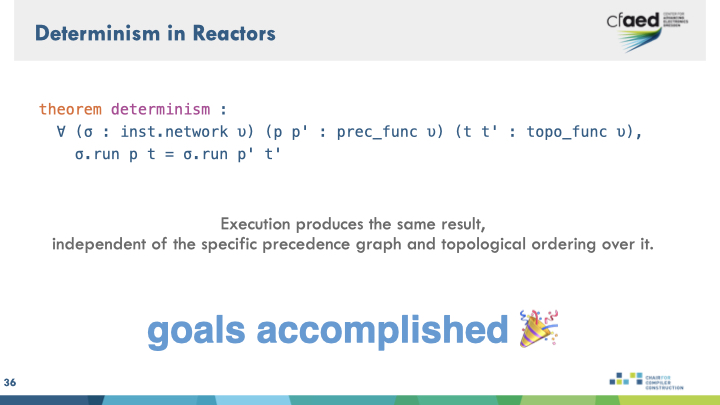 Determinism in Reactors
cfaed
CENTER FOR
ADVANCING
ELECTRONICS
DRESDEN
theorem determinism :
∀ (σ : inst.network υ) (p p' : prec_func υ) (t t' : topo_func υ),
σ.run p t = σ.run p' t'
Execution produces the same result,
independent of the specific precedence graph and topological ordering over it.
goals accomplished 🎉
36
CHAIR FOR
COMPILER
CONSTRUCTION